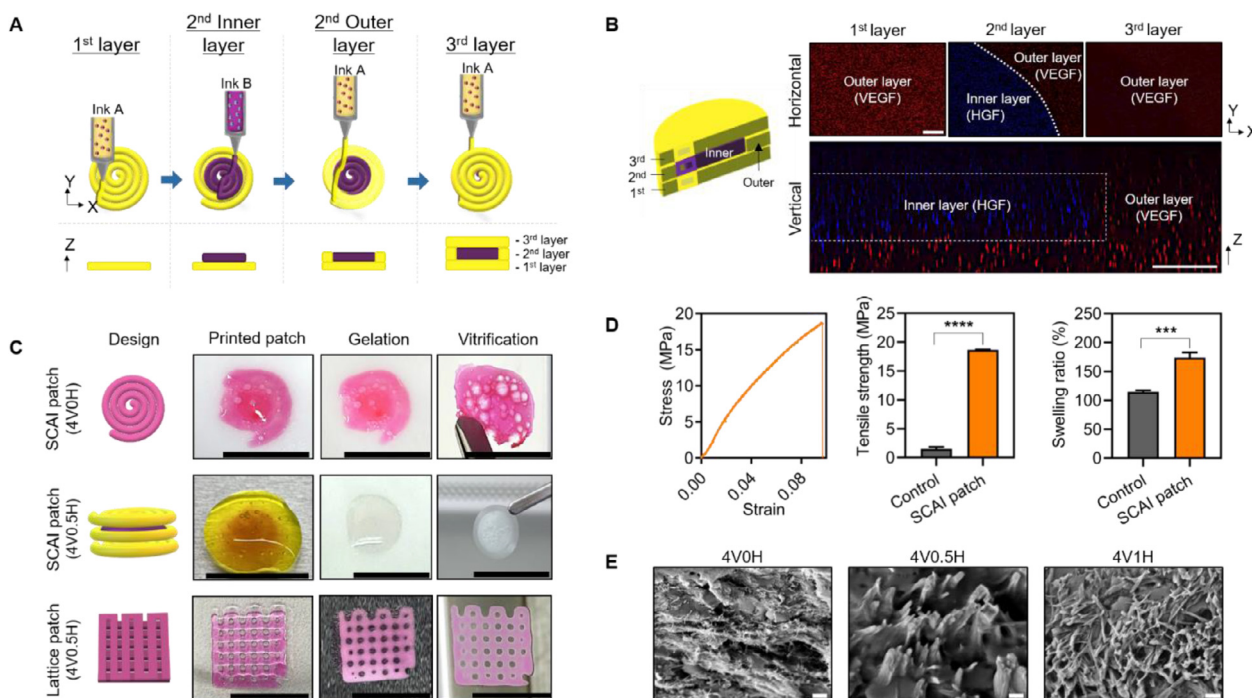 A
1st layer
2nd Inner
layer
2nd Outer
layer
3rd layer
Ink A
Ink B
Ink A
Ink A
Y
X
Z
- 3rd layer
- 2nd layer
- 1st layer
B
1st layer
2nd layer
3rd layer
Horizontal
Outer layer
(VEGF)
Inner layer
(HGF)
Outer layer
(VEGF)
Outer layer
(VEGF)
Y
X
Inner
3rd
2nd
1st
Outer
Vertical
Inner layer (HGF)
Outer layer
(VEGF)
Z
C
Design
Printed patch
Gelation
Vitrification
SCAI patch
(4V0H)
SCAI patch
(4V0.5H)
Lattice patch
(4V0.5H)
D
Stress (MPa)
20
15
10
5
0
0.00
0.04
0.08
Strain
Tensile strength (MPa)
25
20
15
10
5
0
****
Control
SCAI patch
Swelling ratio (%)
250
200
150
100
50
0
***
Control
SCAI patch
E
4V0H
4V0.5H
4V1H